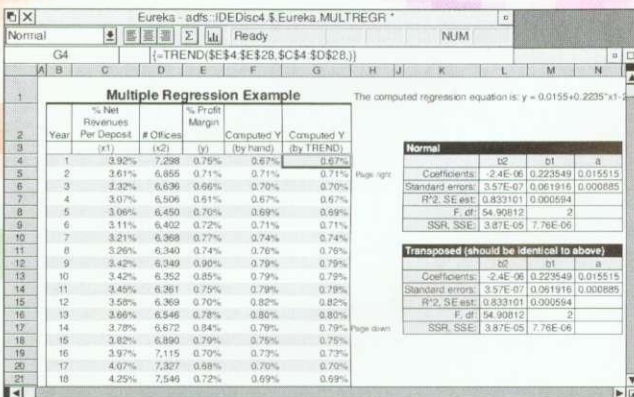 Eureka - adfs::IDEDisc4.$.Eureka.MULTREGR *
Normal Σ Ready NUM
G4 {=TREND($E$4:$E$28,$C$4:$D$28,)}
A B C D E F G H J K L M N
1 Multiple Regression Example The computed regression equation is: y = 0.0155+0.2235*x1-2
% Net % Profit
Revenues Margin
2 Year Per Deposit # Offices Computed Y Computed Y
3 (x1) (x2) (y) (by hand) (by TREND) Normal
4 1 3.92% 7,298 0.75% 0.67% 0.67% b2 b1 a
5 2 3.61% 6,855 0.71% 0.71% 0.71% Page right Coefficients: -2.4E-06 0.223549 0.015515
6 3 3.32% 6,636 0.66% 0.70% 0.70% Standard errors: 3.57E-07 0.061916 0.000885
7 4 3.07% 6,506 0.61% 0.67% 0.67% R^2, SE est: 0.833101 0.000594
8 5 3.06% 6,450 0.70% 0.69% 0.69% F, df: 54.90812 2
9 6 3.11% 6,402 0.72% 0.71% 0.71% SSR, SSE: 3.87E-05 7.76E-06
10 7 3.21% 6,368 0.77% 0.74% 0.74%
11 8 3.26% 6,340 0.74% 0.76% 0.76% Transposed (should be identical to above)
12 9 3.42% 6,349 0.90% 0.79% 0.79% b2 b1 a
13 10 3.42% 6,352 0.85% 0.79% 0.79% Coefficients: -2.4E-06 0.223549 0.015515
14 11 3.45% 6,361 0.75% 0.79% 0.79% Standard errors: 3.57E-07 0.061916 0.000885
15 12 3.58% 6,369 0.70% 0.82% 0.82% R^2, SE est: 0.833101 0.000594
16 13 3.66% 6,546 0.78% 0.80% 0.80% F, df: 54.90812 2
17 14 3.78% 6,672 0.84% 0.79% 0.79% Page down SSR, SSE: 3.87E-05 7.76E-06
18 15 3.82% 6,890 0.79% 0.75% 0.75%
19 16 3.97% 7,115 0.70% 0.73% 0.73%
20 17 4.07% 7,327 0.68% 0.70% 0.70%
21 18 4.25% 7,546 0.72% 0.69% 0.69%